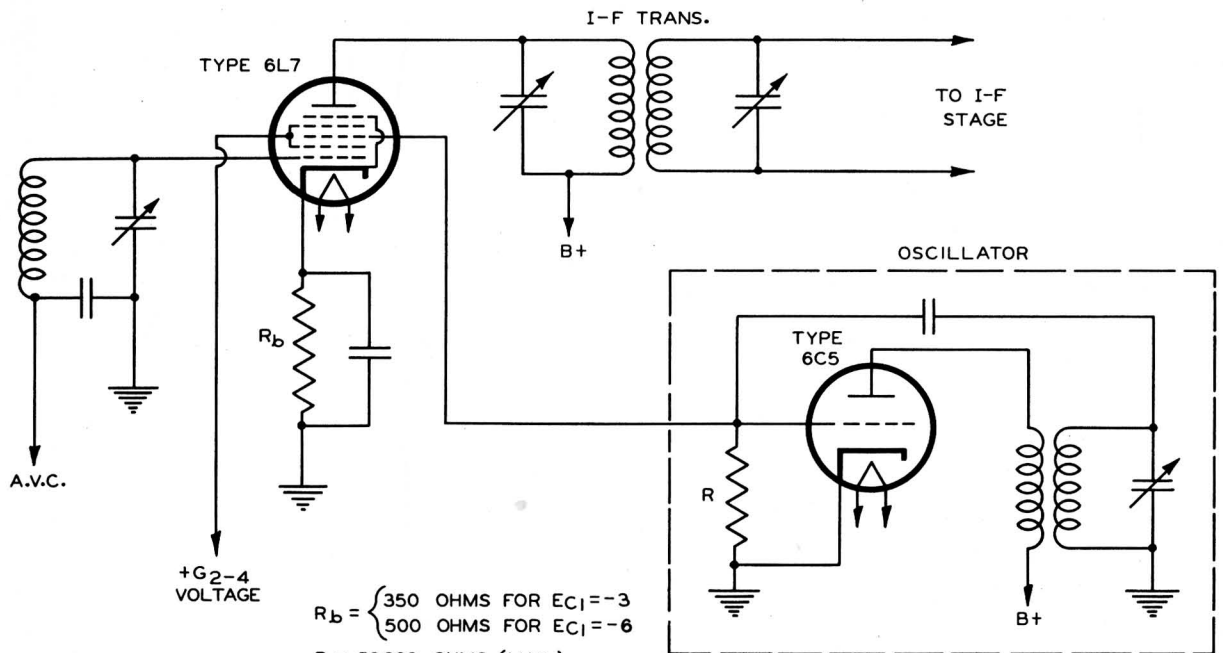 I-F TRANS.
TYPE 6L7
TO I-F
STAGE
B+
OSCILLATOR
TYPE
6C5
Rb
R
A.V.C.
+G2-4
VOLTAGE
B+
Rb = { 350 OHMS FOR EC1=-3
500 OHMS FOR EC1=-6